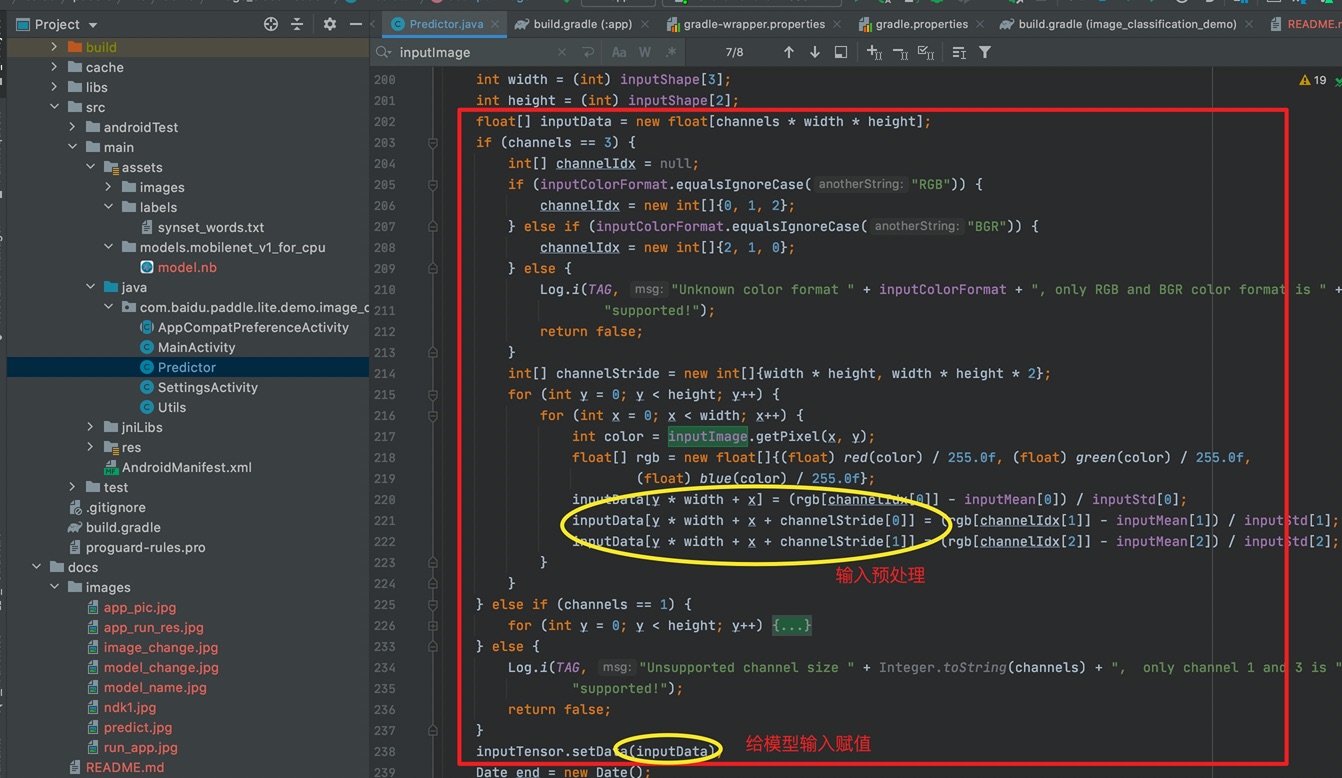 Project
Predictor.java
build.gradle (:app)
gradle-wrapper.properties
gradle.properties
build.gradle (image_classification_demo)
README.m
inputImage
Aa
W
.*
7/8
build
cache
libs
src
androidTest
main
assets
images
labels
synset_words.txt
models.mobilenet_v1_for_cpu
model.nb
java
com.baidu.paddle.lite.demo.image_c
AppCompatPreferenceActivity
MainActivity
Predictor
SettingsActivity
Utils
jniLibs
res
AndroidManifest.xml
test
.gitignore
build.gradle
proguard-rules.pro
docs
images
app_pic.jpg
app_run_res.jpg
image_change.jpg
model_change.jpg
model_name.jpg
ndk1.jpg
predict.jpg
run_app.jpg
README.md
19
200 int width = (int) inputShape[3];
201 int height = (int) inputShape[2];
202 float[] inputData = new float[channels * width * height];
203 if (channels == 3) {
204 int[] channelIdx = null;
205 if (inputColorFormat.equalsIgnoreCase( anotherString: "RGB")) {
206 channelIdx = new int[]{0, 1, 2};
207 } else if (inputColorFormat.equalsIgnoreCase( anotherString: "BGR")) {
208 channelIdx = new int[]{2, 1, 0};
209 } else {
210 Log.i(TAG, msg: "Unknown color format " + inputColorFormat + ", only RGB and BGR color format is " +
211 "supported!");
212 return false;
213 }
214 int[] channelStride = new int[]{width * height, width * height * 2};
215 for (int y = 0; y < height; y++) {
216 for (int x = 0; x < width; x++) {
217 int color = inputImage.getPixel(x, y);
218 float[] rgb = new float[]{(float) red(color) / 255.0f, (float) green(color) / 255.0f,
219 (float) blue(color) / 255.0f};
220 inputData[y * width + x] = (rgb[channelIdx[0]] - inputMean[0]) / inputStd[0];
221 inputData[y * width + x + channelStride[0]] = (rgb[channelIdx[1]] - inputMean[1]) / inputStd[1];
222 inputData[y * width + x + channelStride[1]] = (rgb[channelIdx[2]] - inputMean[2]) / inputStd[2];
223 }
输入预处理
224 }
225 } else if (channels == 1) {
226 for (int y = 0; y < height; y++) {...}
233 } else {
234 Log.i(TAG, msg: "Unsupported channel size " + Integer.toString(channels) + ", only channel 1 and 3 is "
235 "supported!");
236 return false;
237 }
238 inputTensor.setData(inputData)
给模型输入赋值
239 Date end = new Date();